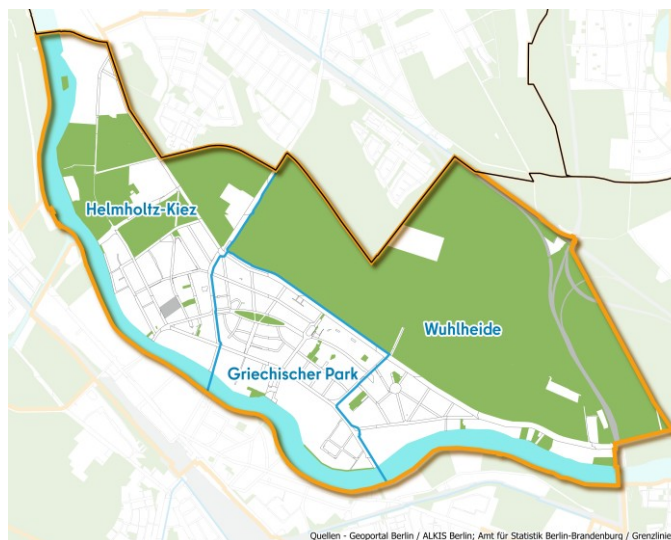 Helmholtz-Kiez
Wuhlheide
Griechischer Park
Quellen - Geoportal Berlin / ALKIS Berlin; Amt für Statistik Berlin-Brandenburg / Grenzlinie